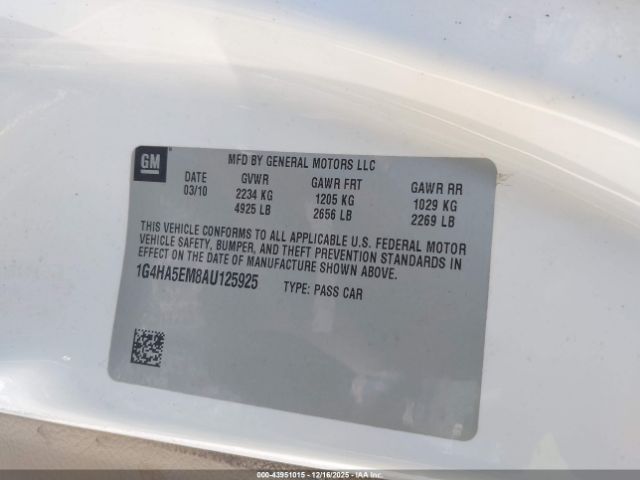 GM
MFD BY GENERAL MOTORS LLC
DATE GVWR GAWR FRT GAWR RR
03/10 2234 KG 1205 KG 1029 KG
4925 LB 2656 LB 2269 LB
THIS VEHICLE CONFORMS TO ALL APPLICABLE U.S. FEDERAL MOTOR
VEHICLE SAFETY, BUMPER, AND THEFT PREVENTION STANDARDS IN
EFFECT ON THE DATE OF MANUFACTURE SHOWN ABOVE.
1G4HA5EM8AU125925 TYPE: PASS CAR
000-43951015 - 12/16/2025 - IAA Inc.